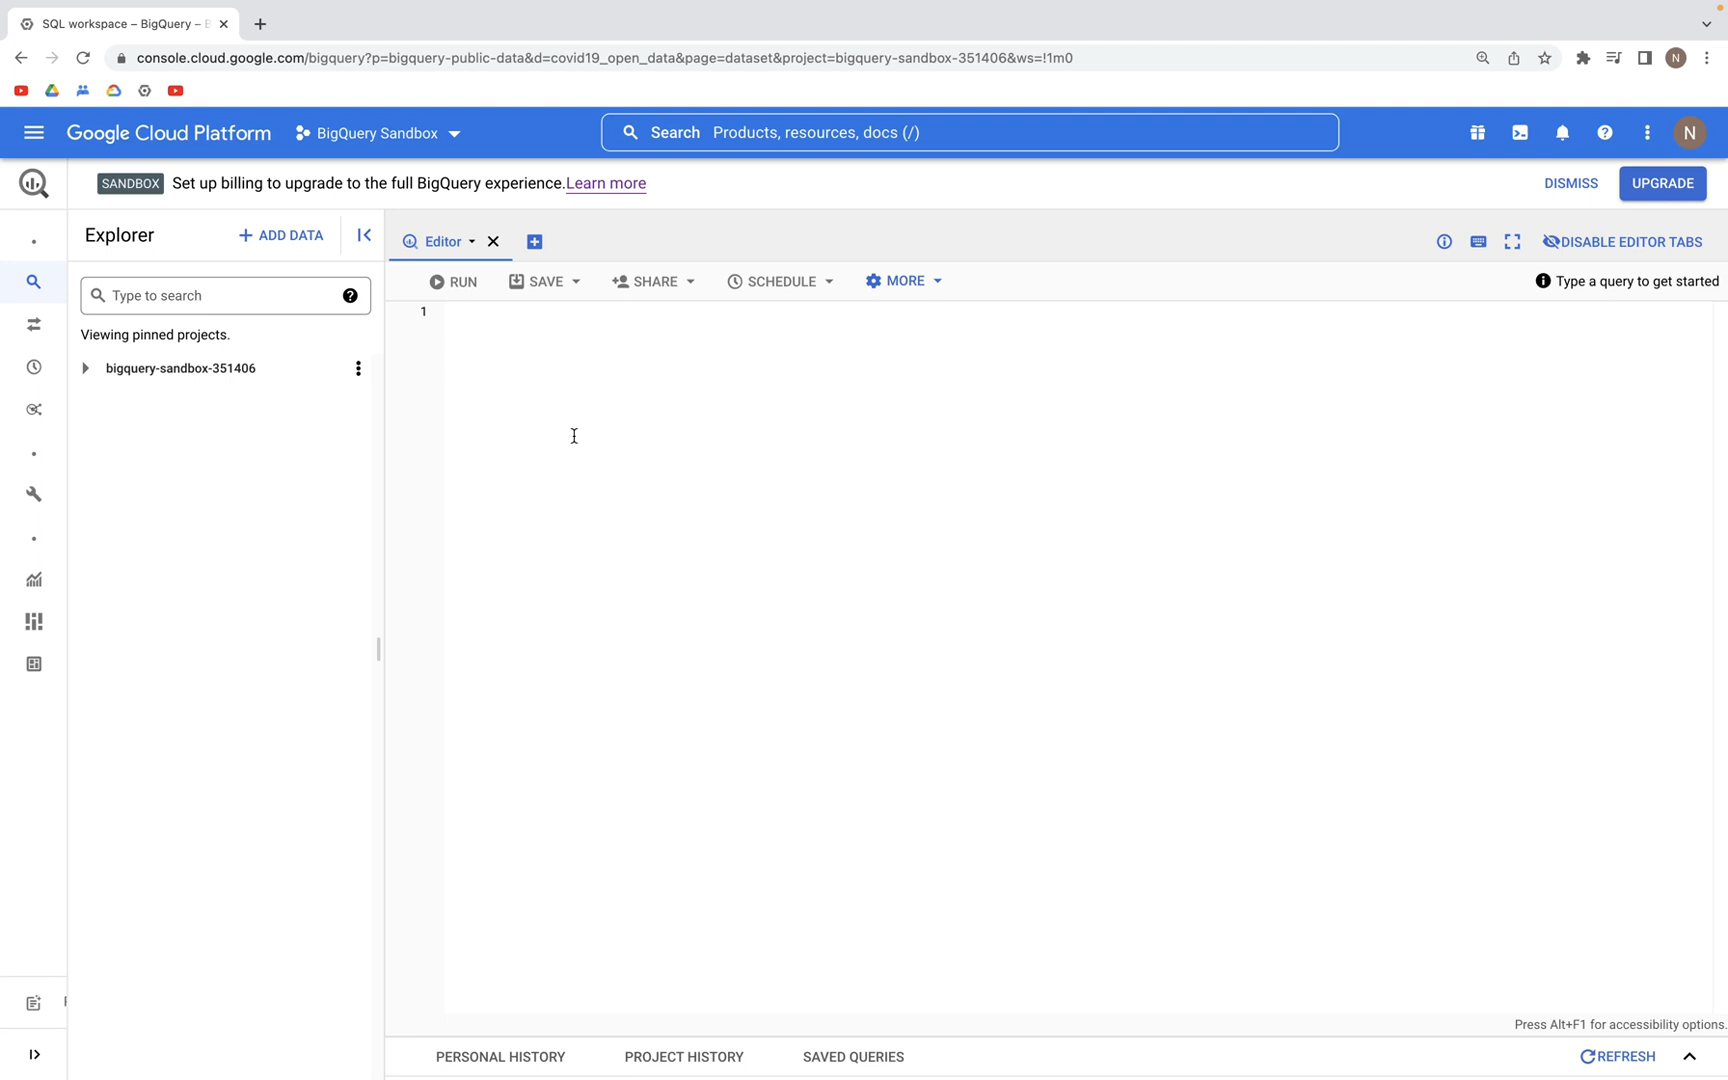 SQL workspace – BigQuery – B
console.cloud.google.com/bigquery?p=bigquery-public-data&d=covid19_open_data&page=dataset&project=bigquery-sandbox-351406&ws=!1m0
N
Google Cloud Platform
BigQuery Sandbox
Search Products, resources, docs (/)
N
SANDBOX Set up billing to upgrade to the full BigQuery experience. Learn more
DISMISS
UPGRADE
Explorer
+ ADD DATA
Editor
DISABLE EDITOR TABS
Type to search
RUN
SAVE
SHARE
SCHEDULE
MORE
Type a query to get started
1
Viewing pinned projects.
bigquery-sandbox-351406
Press Alt+F1 for accessibility options.
PERSONAL HISTORY
PROJECT HISTORY
SAVED QUERIES
REFRESH